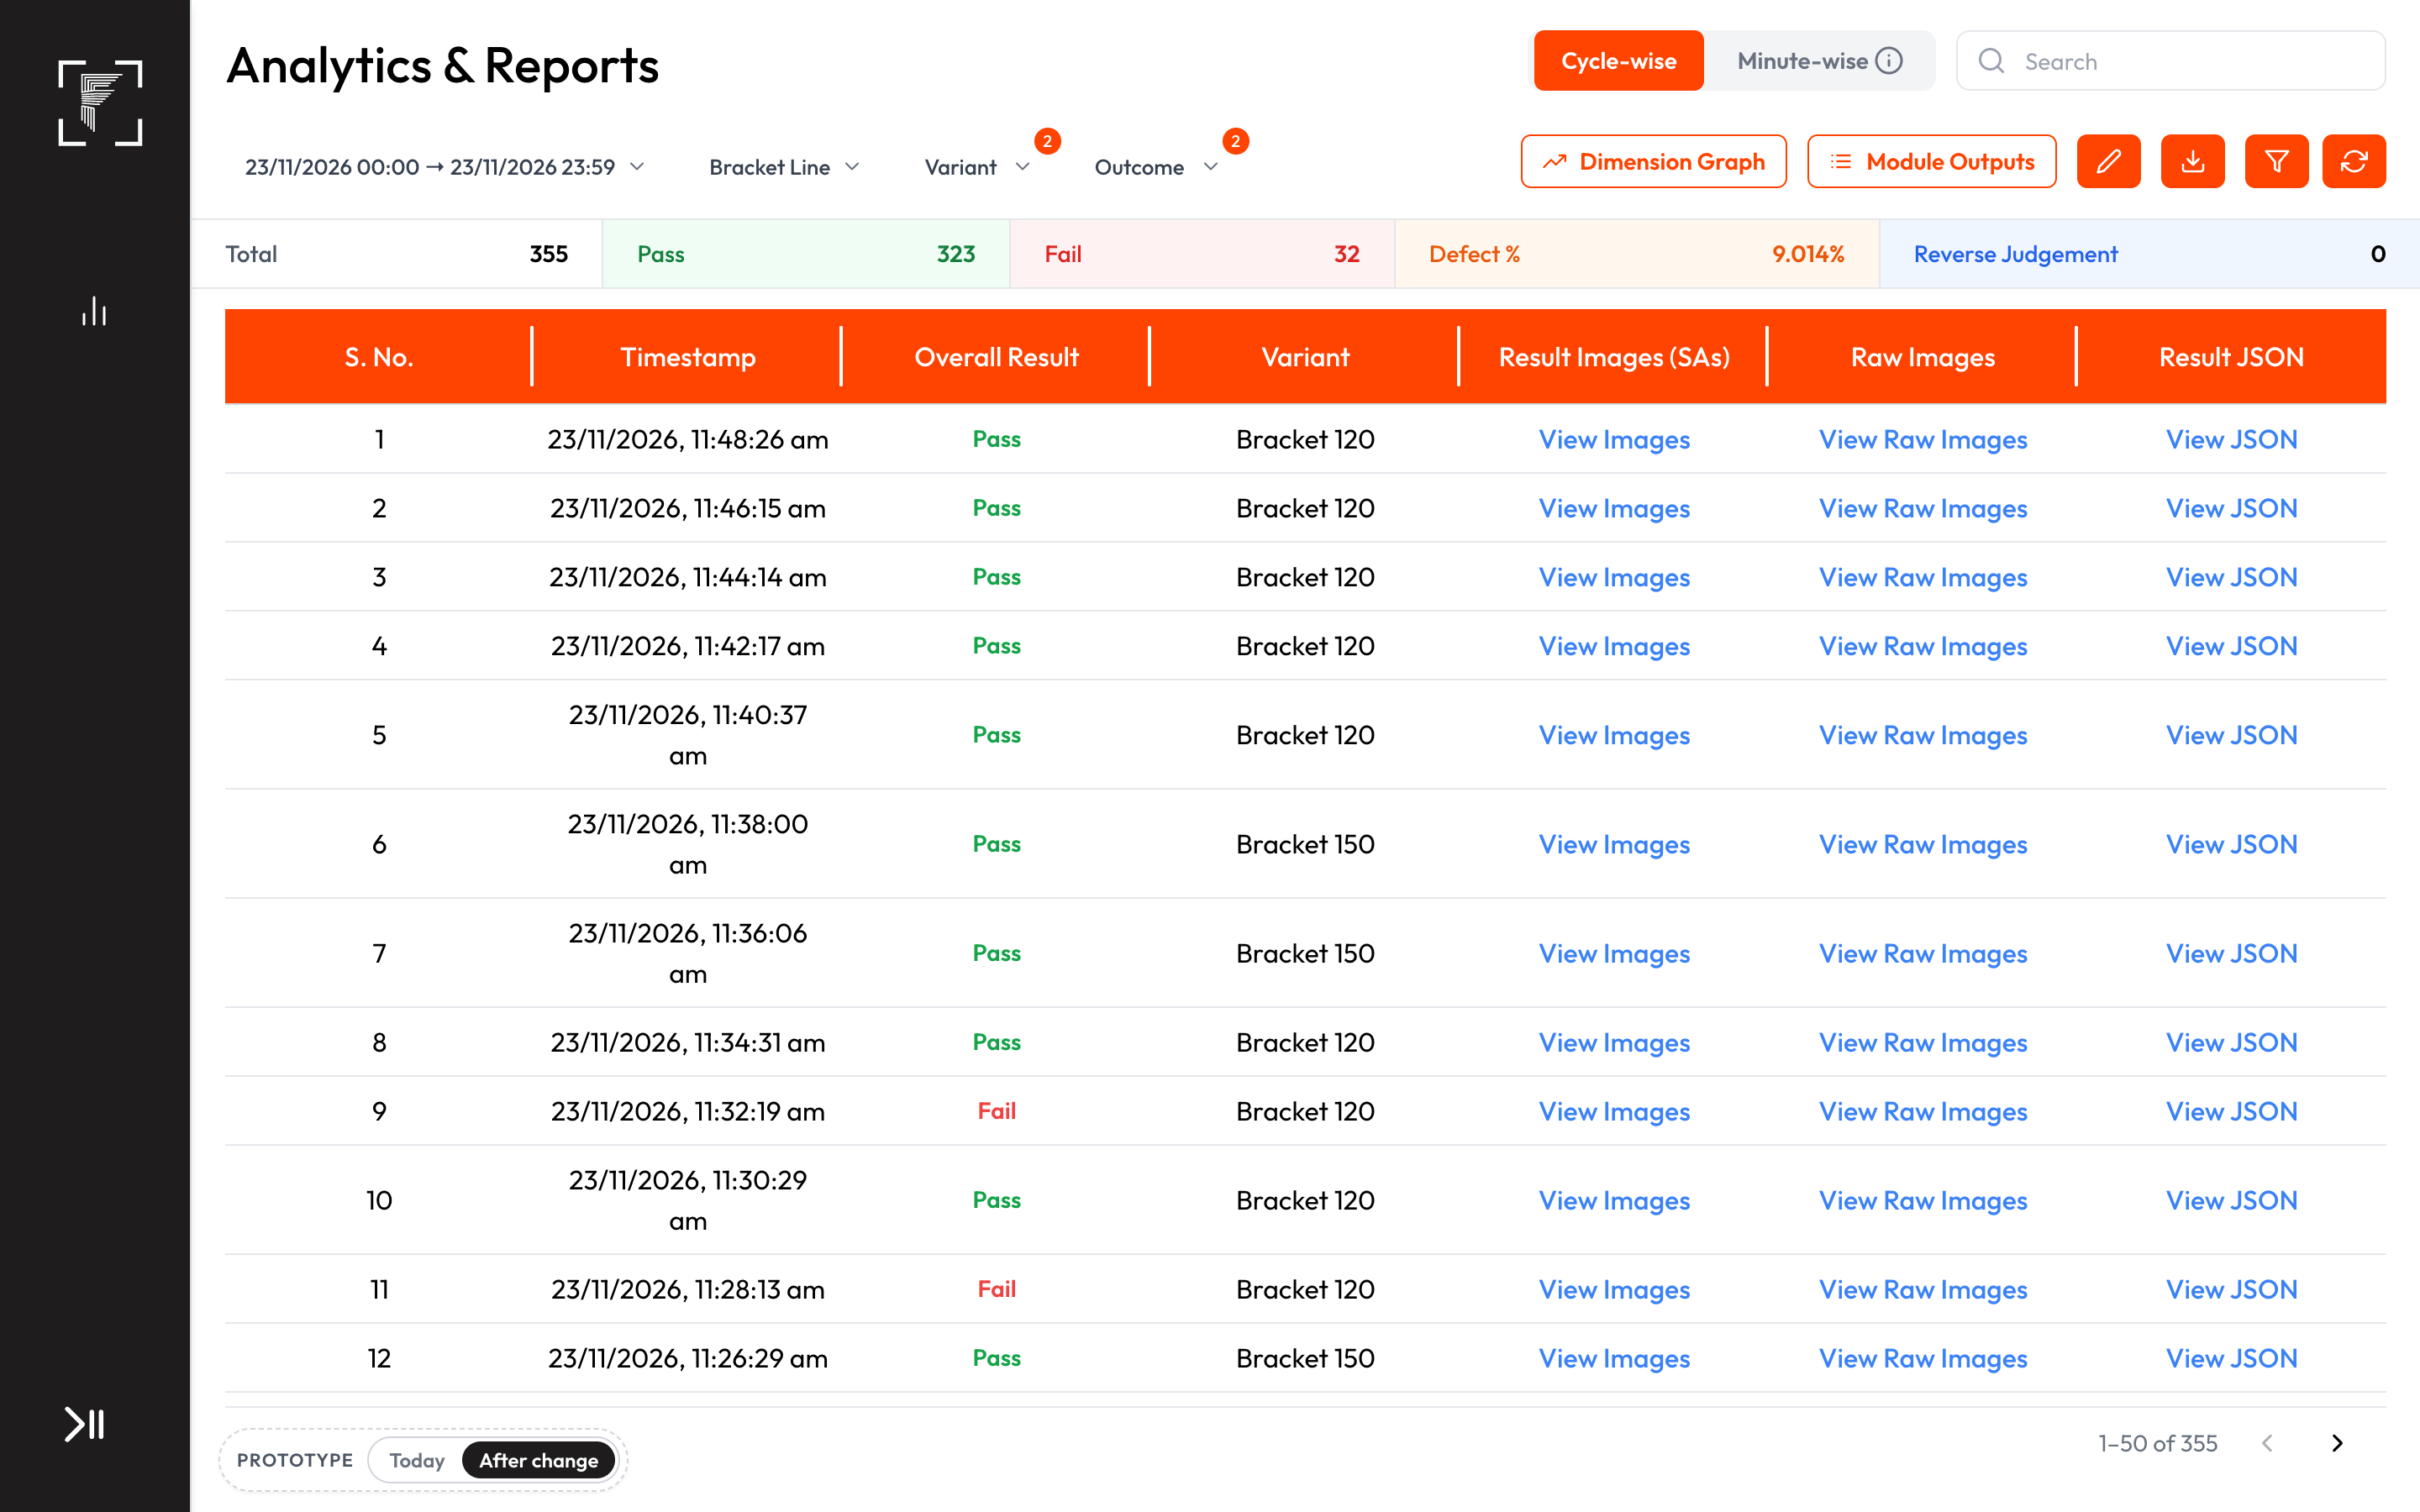 Analytics & Reports
Cycle-wise
Minute-wise
Search
23/11/2026 00:00 → 23/11/2026 23:59
Bracket Line
Variant
2
Outcome
2
Dimension Graph
Module Outputs
Total 355
Pass 323
Fail 32
Defect % 9.014%
Reverse Judgement 0
S. No. Timestamp Overall Result Variant Result Images (SAs) Raw Images Result JSON
1 23/11/2026, 11:48:26 am Pass Bracket 120 View Images View Raw Images View JSON
2 23/11/2026, 11:46:15 am Pass Bracket 120 View Images View Raw Images View JSON
3 23/11/2026, 11:44:14 am Pass Bracket 120 View Images View Raw Images View JSON
4 23/11/2026, 11:42:17 am Pass Bracket 120 View Images View Raw Images View JSON
5 23/11/2026, 11:40:37 am Pass Bracket 120 View Images View Raw Images View JSON
6 23/11/2026, 11:38:00 am Pass Bracket 150 View Images View Raw Images View JSON
7 23/11/2026, 11:36:06 am Pass Bracket 150 View Images View Raw Images View JSON
8 23/11/2026, 11:34:31 am Pass Bracket 120 View Images View Raw Images View JSON
9 23/11/2026, 11:32:19 am Fail Bracket 120 View Images View Raw Images View JSON
10 23/11/2026, 11:30:29 am Pass Bracket 120 View Images View Raw Images View JSON
11 23/11/2026, 11:28:13 am Fail Bracket 120 View Images View Raw Images View JSON
12 23/11/2026, 11:26:29 am Pass Bracket 150 View Images View Raw Images View JSON
PROTOTYPE Today After change
1–50 of 355